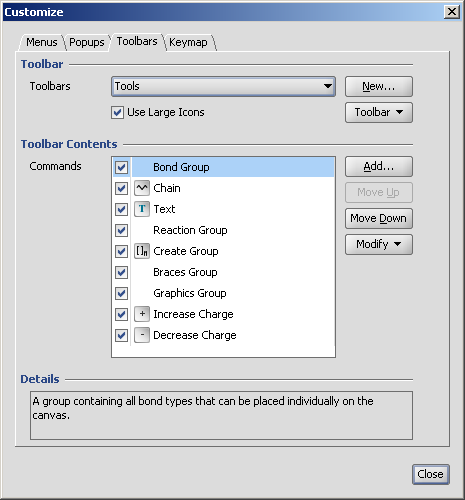 Customize
Menus Popups Toolbars Keymap
Toolbar
Toolbars Tools New...
Use Large Icons Toolbar
Toolbar Contents
Commands Bond Group Add...
Chain Move Up
T Text Move Down
Reaction Group Modify
[]n Create Group
Braces Group
Graphics Group
+ Increase Charge
- Decrease Charge
Details
A group containing all bond types that can be placed individually on the
canvas.
Close